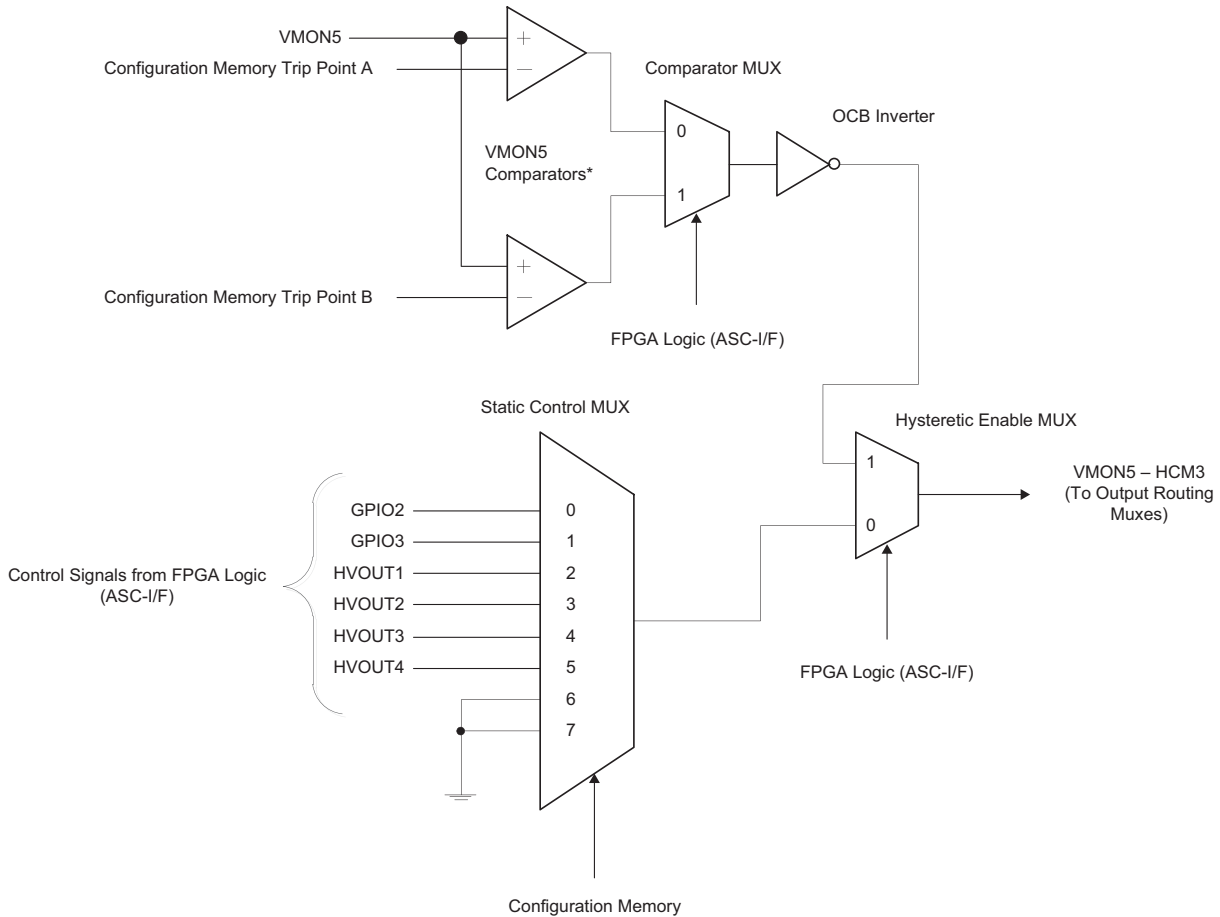 VMON5
+
Configuration Memory Trip Point A
−
Comparator MUX
0
OCB Inverter
VMON5
Comparators*
1
+
Configuration Memory Trip Point B
−
FPGA Logic (ASC-I/F)
Static Control MUX
Hysteretic Enable MUX
1
VMON5 – HCM3
(To Output Routing
Muxes)
0
GPIO2
0
GPIO3
1
HVOUT1
2
Control Signals from FPGA Logic
(ASC-I/F)
HVOUT2
3
HVOUT3
4
HVOUT4
5
6
7
FPGA Logic (ASC-I/F)
Configuration Memory